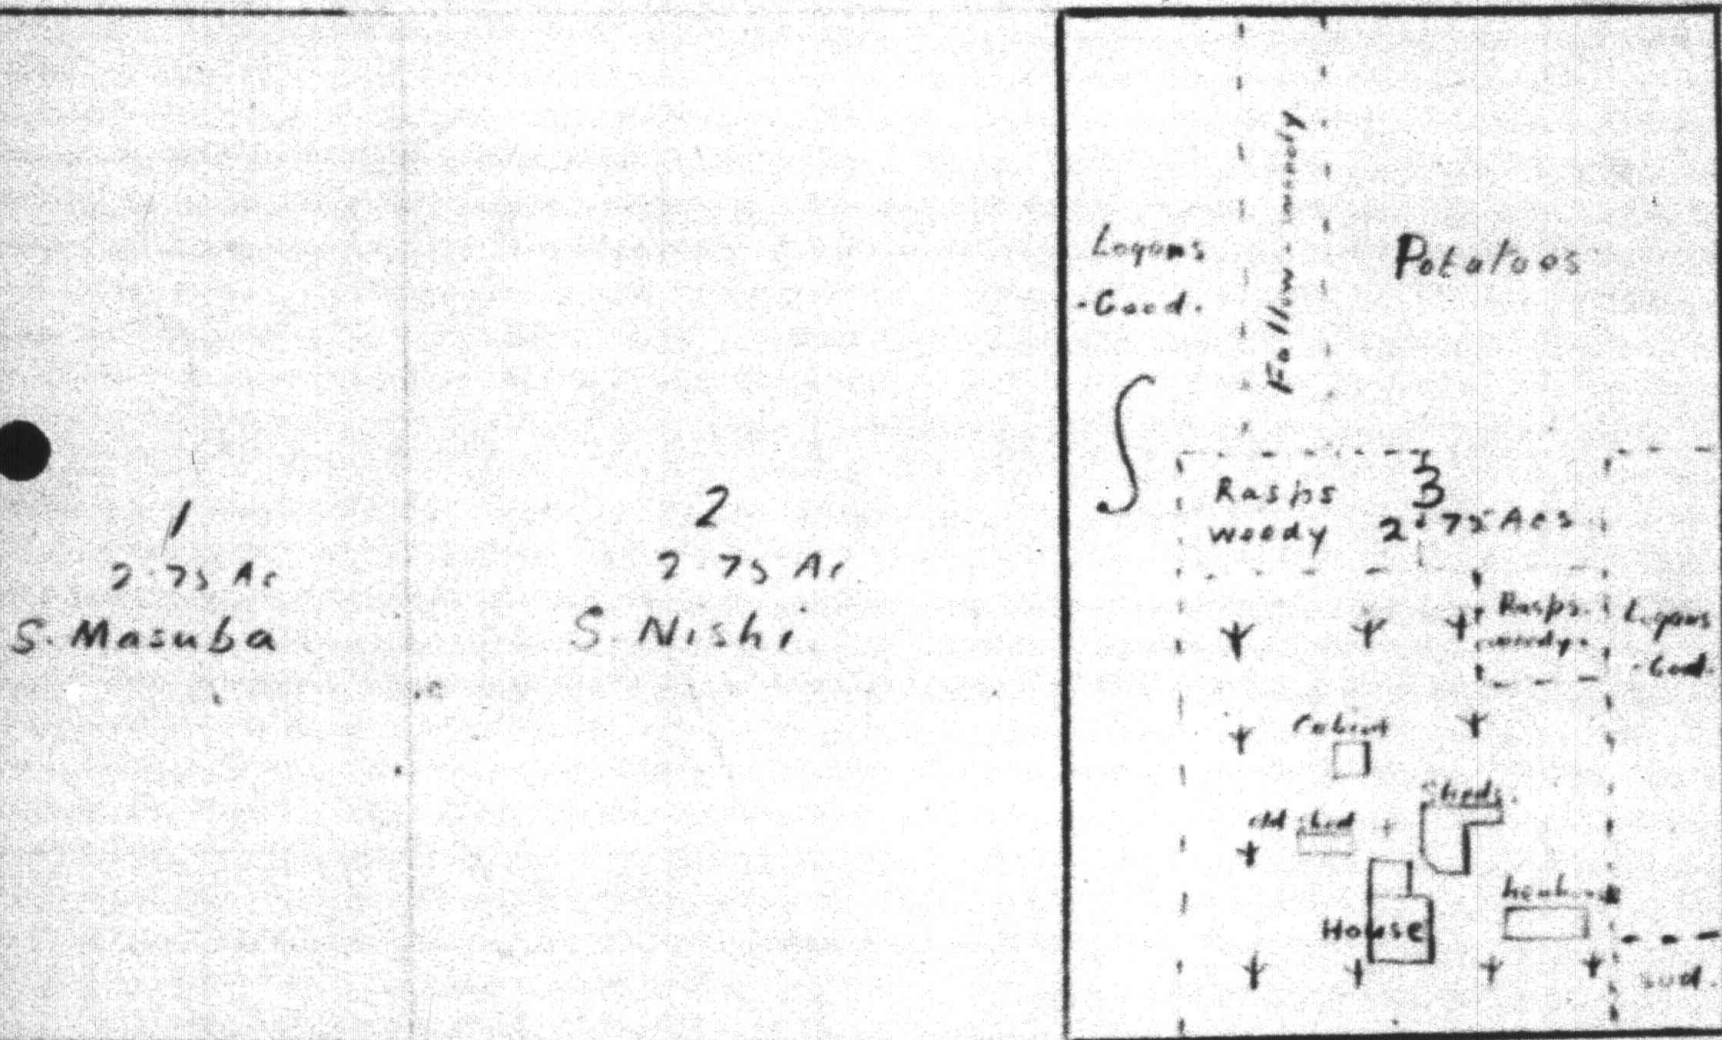 1
2.75 Ac
S. Masuba
2
2.75 Ac
S. Nishi
Logans
-Good.
Fallow -
Potatoes
Rasps
weedy
3
2.75 Acs
Rasps.
weedy.
Logans
-Good.
Cabin
Sheds.
old shed
House
sod.